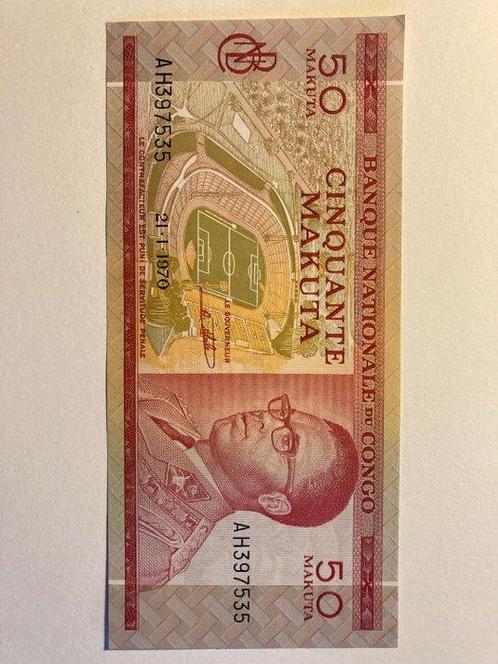 BANQUE NATIONALE DU CONGO
50
MAKUTA
CINQUANTE
MAKUTA
50
MAKUTA
LE GOUVERNEUR
AH397535
21-1-1970
AH397535
LE CONTREFACTEUR EST PUNI DE SERVITUDE PENALE